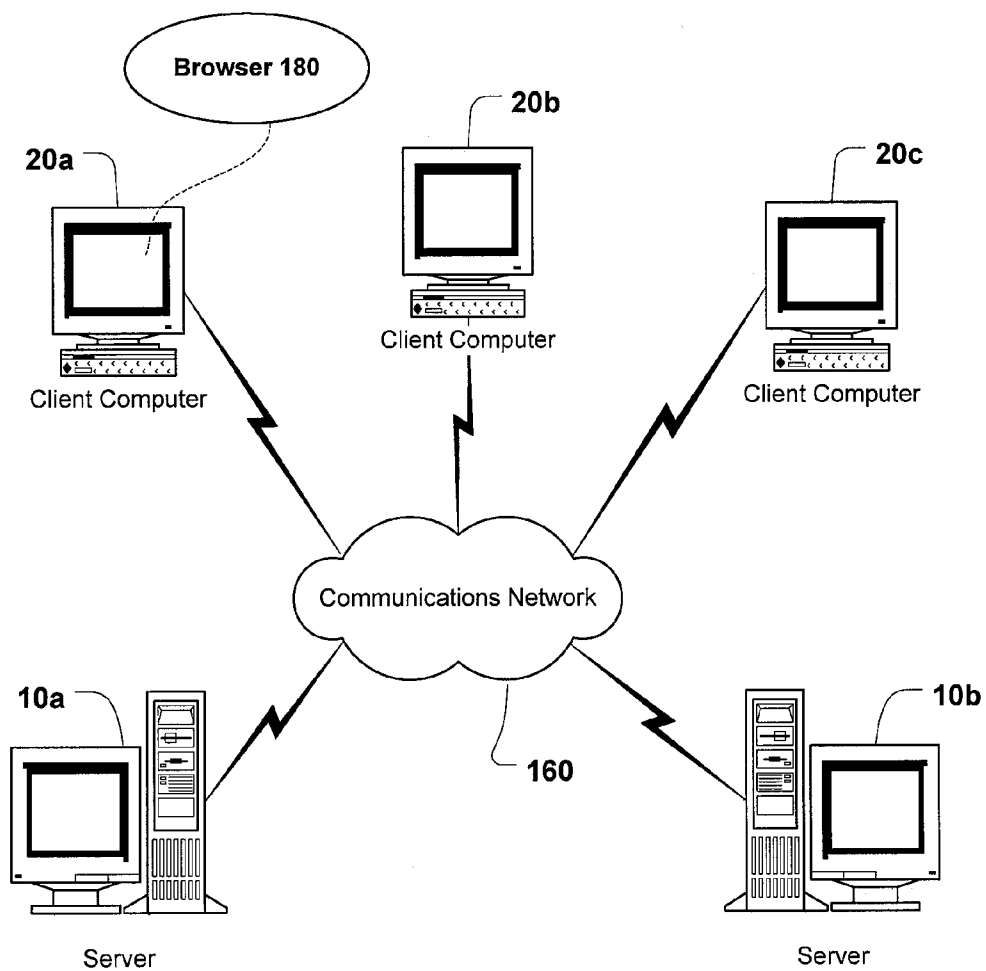 Browser 180
20b
20a
20c
Client Computer
Client Computer
Client Computer
Communications Network
10a
10b
160
Server
Server